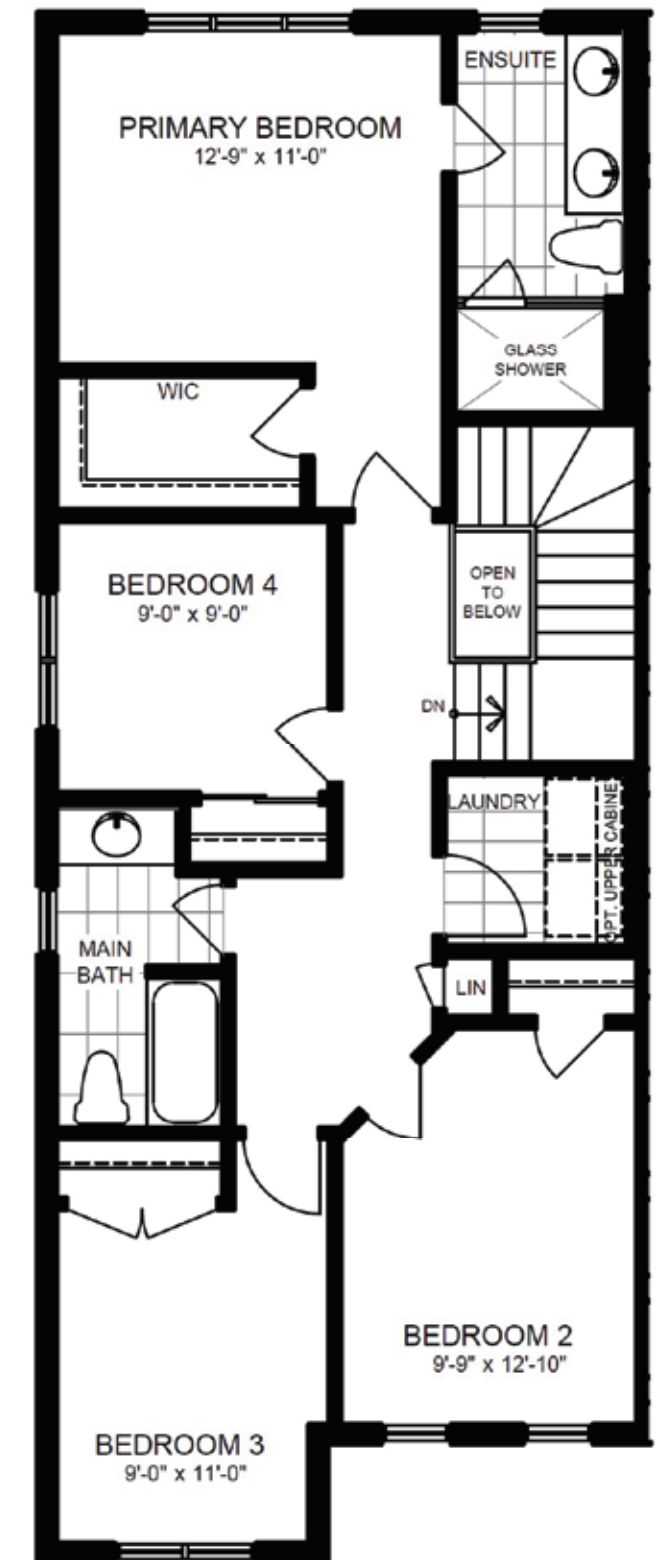 ENSUITE
PRIMARY BEDROOM
12'-9" x 11'-0"
GLASS
SHOWER
WIC
BEDROOM 4
9'-0" x 9'-0"
OPEN
TO
BELOW
DN
LAUNDRY
OPT. UPPER CABINE
MAIN
BATH
LIN
BEDROOM 2
9'-9" x 12'-10"
BEDROOM 3
9'-0" x 11'-0"